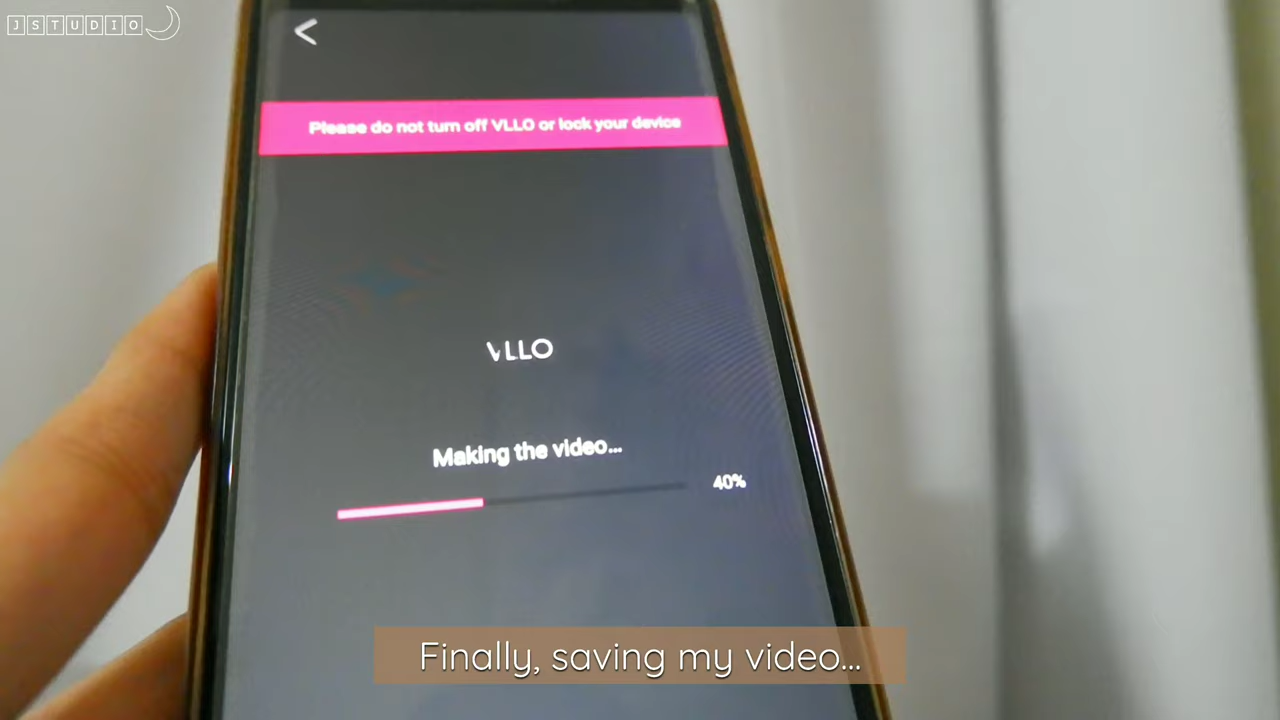 JSTUDIO
Please do not turn off VLLO or lock your device
VLLO
Making the video...
40%
Finally, saving my video...